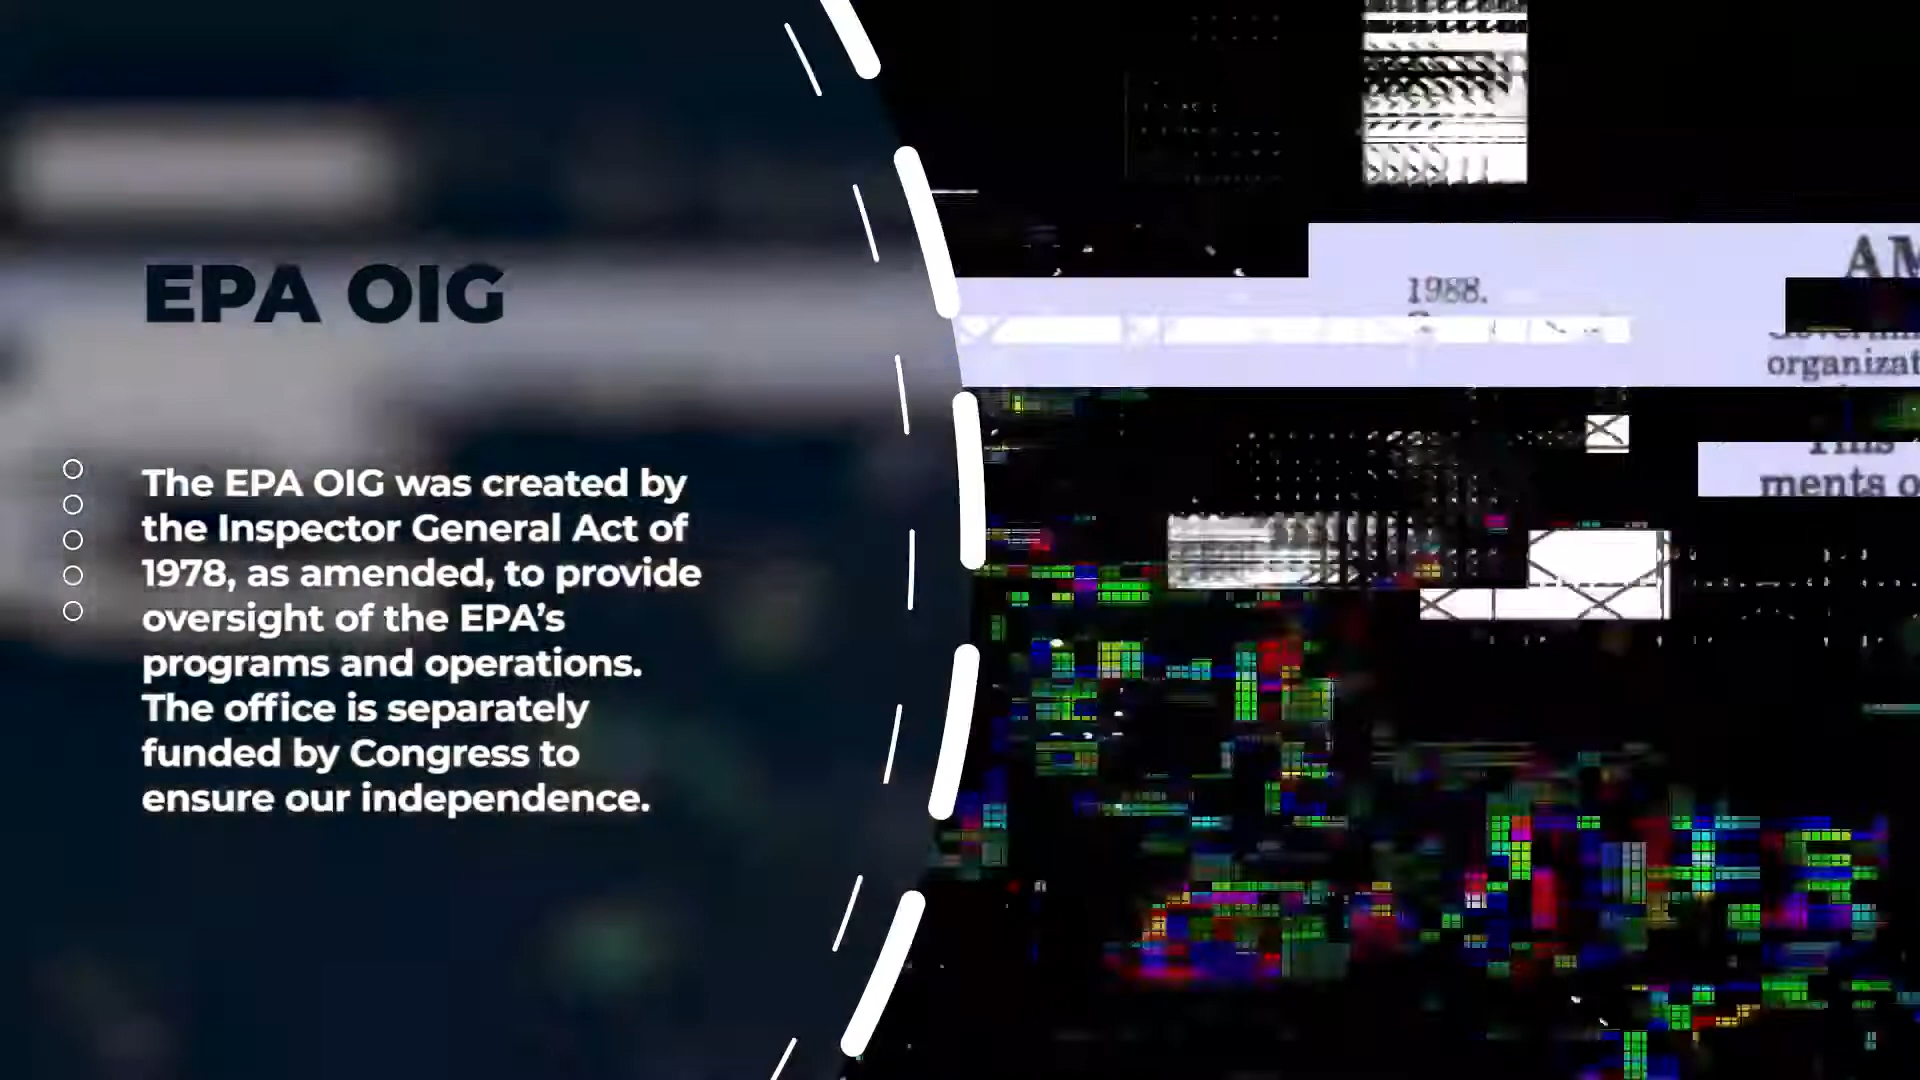 EPA OIG
The EPA OIG was created by
the Inspector General Act of
1978, as amended, to provide
oversight of the EPA’s
programs and operations.
The office is separately
funded by Congress to
ensure our independence.
AM
1988.
organizat
ments o